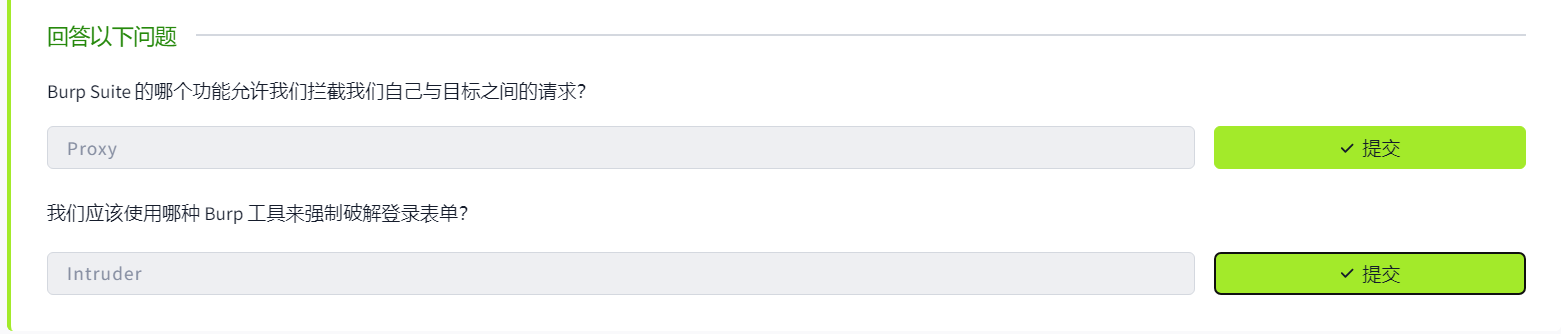 回答以下问题
Burp Suite 的哪个功能允许我们拦截我们自己与目标之间的请求？
Proxy
✓ 提交
我们应该使用哪种 Burp 工具来强制破解登录表单？
Intruder
✓ 提交